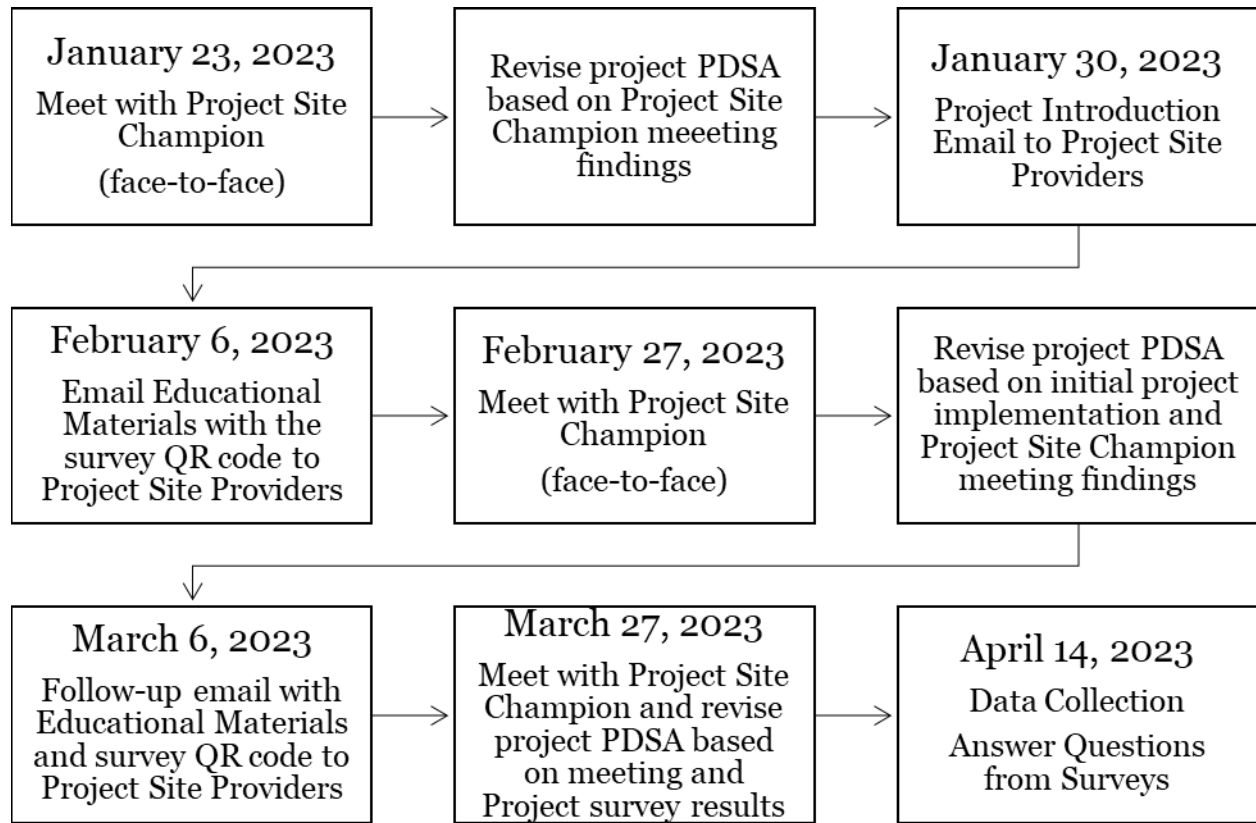 January 23, 2023
Meet with Project Site
Champion
(face-to-face)
Revise project PDSA
based on Project Site
Champion meeeting
findings
January 30, 2023
Project Introduction
Email to Project Site
Providers
February 6, 2023
Email Educational
Materials with the
survey QR code to
Project Site Providers
February 27, 2023
Meet with Project Site
Champion
(face-to-face)
Revise project PDSA
based on initial project
implementation and
Project Site Champion
meeting findings
March 6, 2023
Follow-up email with
Educational Materials
and survey QR code to
Project Site Providers
March 27, 2023
Meet with Project Site
Champion and revise
project PDSA based
on meeting and
Project survey results
April 14, 2023
Data Collection
Answer Questions
from Surveys